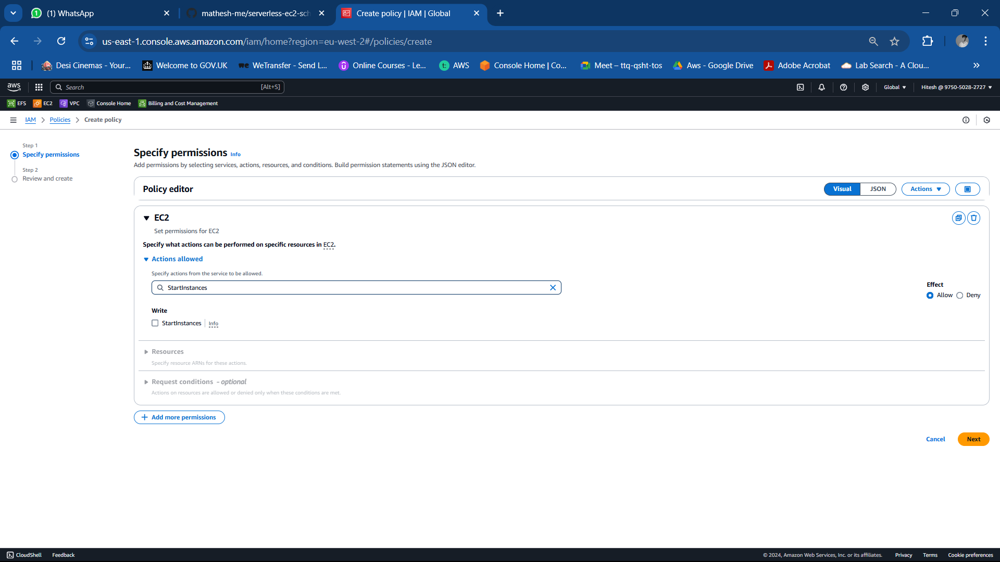 (1) WhatsApp
mathesh-me/serverless-ec2-sch
Create policy | IAM | Global
us-east-1.console.aws.amazon.com/iam/home?region=eu-west-2#/policies/create
Desi Cinemas - Your...
Welcome to GOV.UK
we WeTransfer - Send L...
Online Courses - Le...
t: AWS
Console Home | Co...
Meet – ttq-qsht-tos
Aws - Google Drive
Adobe Acrobat
Lab Search - A Clou...
aws
Search
[Alt+S]
Global
Hitesh @ 9750-5028-2727
EFS
EC2
VPC
Console Home
Billing and Cost Management
IAM
Policies
Create policy
Step 1
Specify permissions
Step 2
Review and create
Specify permissions Info
Add permissions by selecting services, actions, resources, and conditions. Build permission statements using the JSON editor.
Policy editor
Visual
JSON
Actions
EC2
Set permissions for EC2
Specify what actions can be performed on specific resources in EC2.
Actions allowed
Specify actions from the service to be allowed.
StartInstances
Effect
Allow
Deny
Write
StartInstances
Info
Resources
Specify resource ARNs for these actions.
Request conditions - optional
Actions on resources are allowed or denied only when these conditions are met.
Add more permissions
Cancel
Next
CloudShell
Feedback
© 2024, Amazon Web Services, Inc. or its affiliates.
Privacy
Terms
Cookie preferences